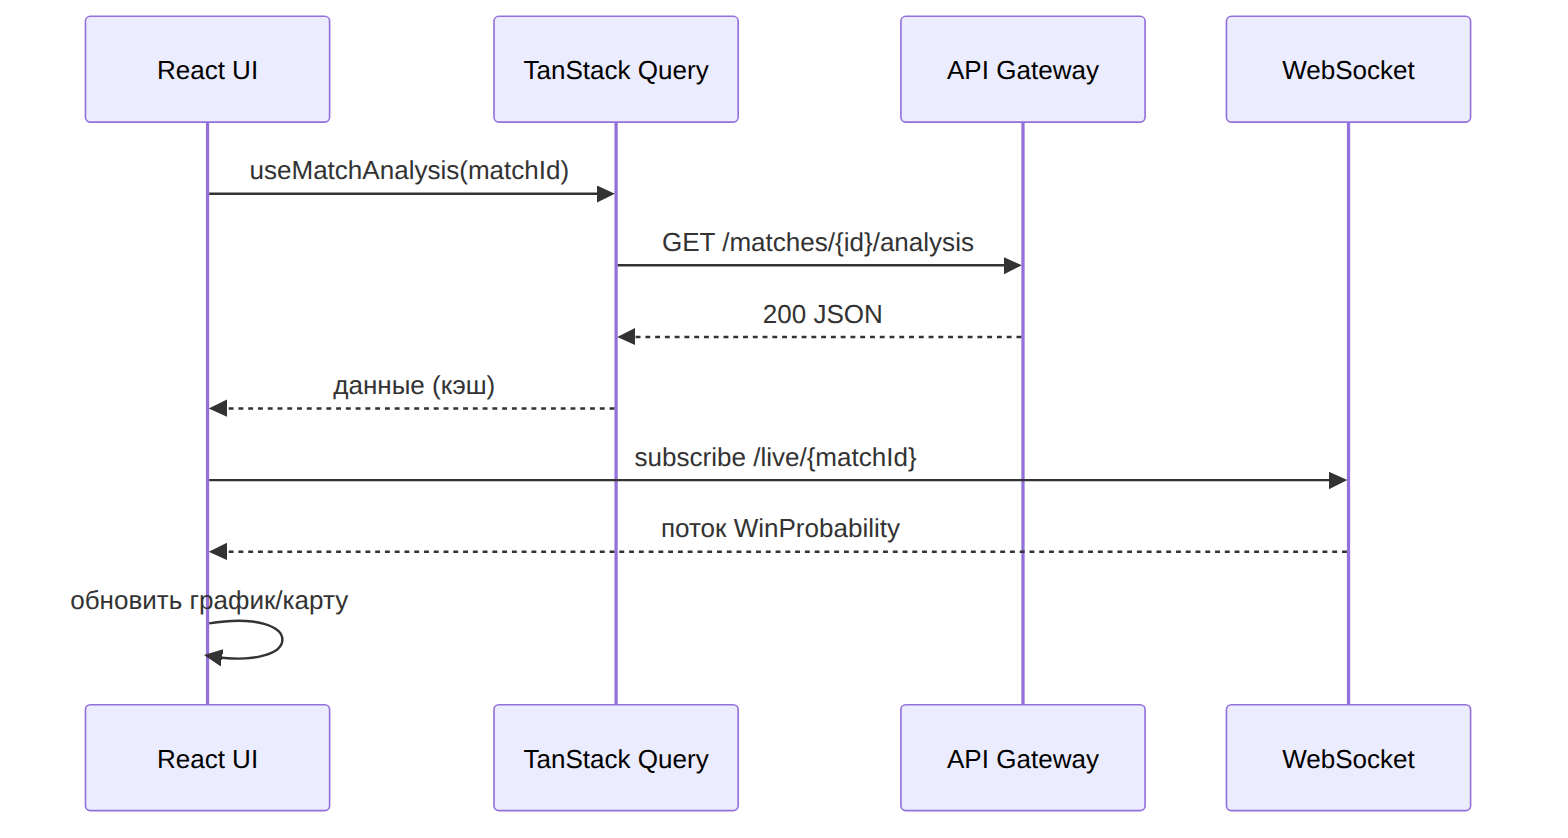 React UI
TanStack Query
API Gateway
WebSocket
useMatchAnalysis(matchId)
GET /matches/{id}/analysis
200 JSON
данные (кэш)
subscribe /live/{matchId}
поток WinProbability
обновить график/карту
React UI
TanStack Query
API Gateway
WebSocket